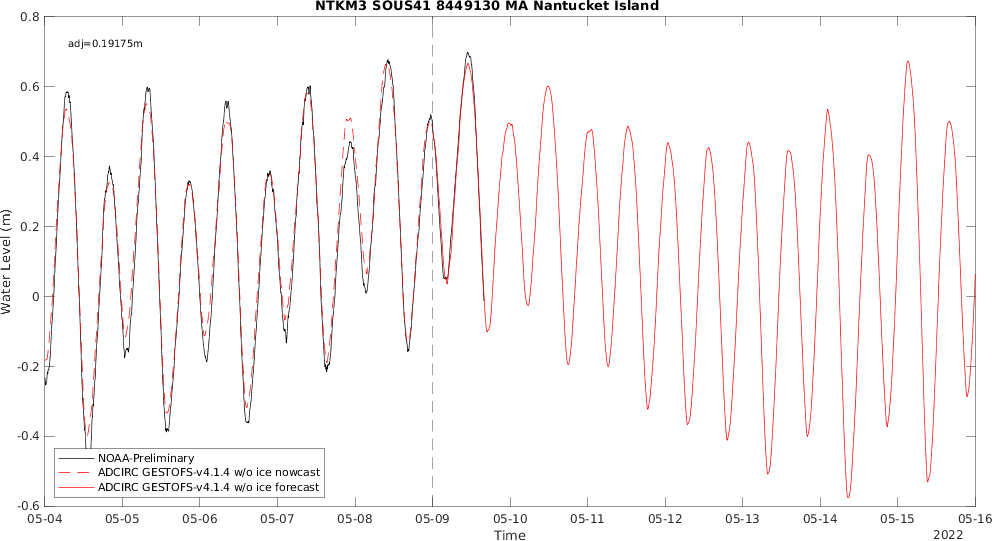 NTKM3 SOUS41 8449130 MA Nantucket Island
0.8
adj=0.19175m
0.6
0.4
0.2
0
-0.2
-0.4
-0.6
Water Level (m)
NOAA-Preliminary
ADCIRC GESTOFS-v4.1.4 w/o ice nowcast
ADCIRC GESTOFS-v4.1.4 w/o ice forecast
05-04 05-05 05-06 05-07 05-08 05-09 05-10 05-11 05-12 05-13 05-14 05-15 05-16
Time
2022